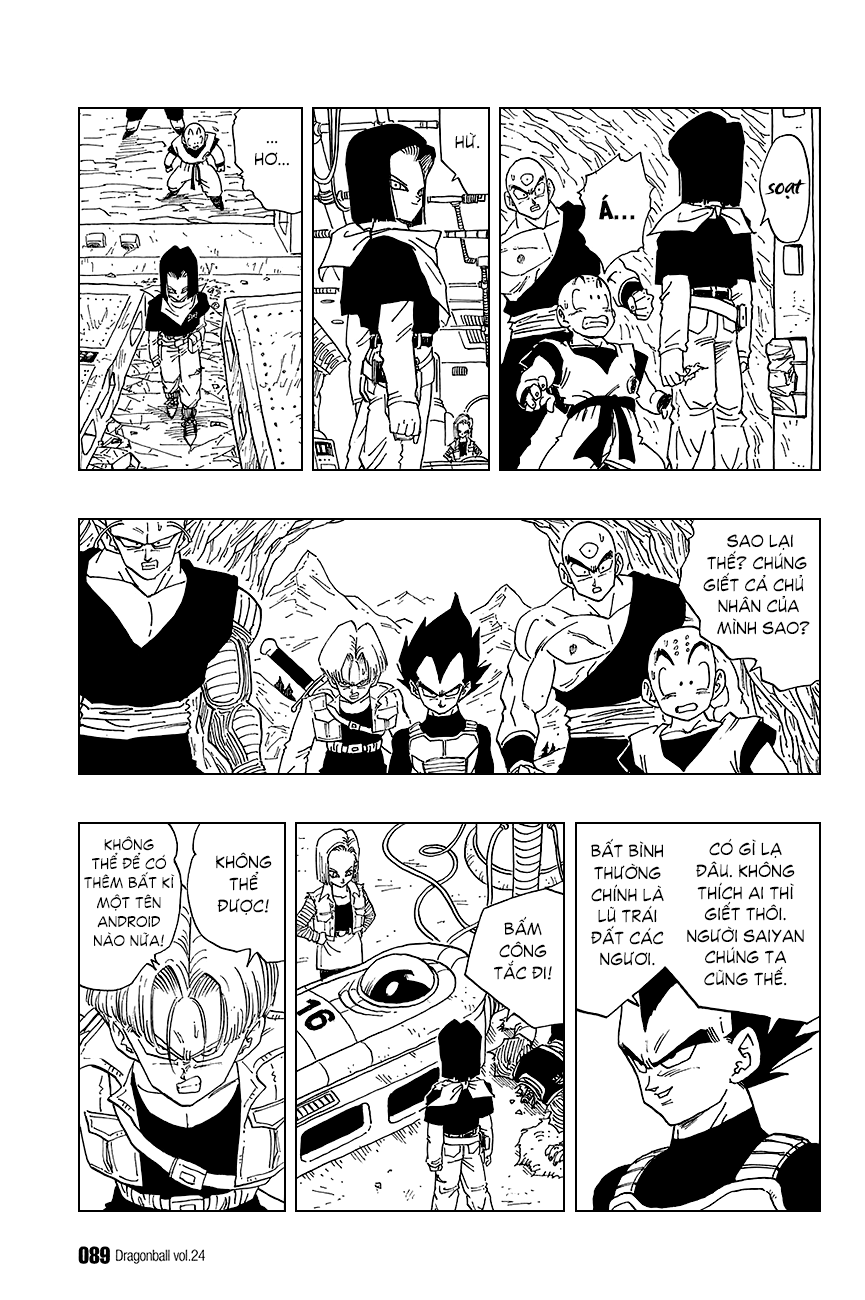 soạt
Á...
HỨ.
...
HƠ...
SAO LẠI
THẾ? CHÚNG
GIẾT CẢ CHỦ
NHÂN CỦA
MÌNH SAO?
CÓ GÌ LẠ
ĐÂU. KHÔNG
THÍCH AI THÌ
GIẾT THÔI.
NGƯỜI SAIYAN
CHÚNG TA
CŨNG THẾ.
BẤT BÌNH
THƯỜNG
CHÍNH LÀ
LŨ TRÁI
ĐẤT CÁC
NGƯƠI.
BẤM
CÔNG
TẮC ĐI!
16
KHÔNG
THỂ
ĐƯỢC!
KHÔNG
THỂ ĐỂ CÓ
THÊM BẤT KÌ
MỘT TÊN
ANDROID
NÀO NỮA!
089 Dragonball vol.24